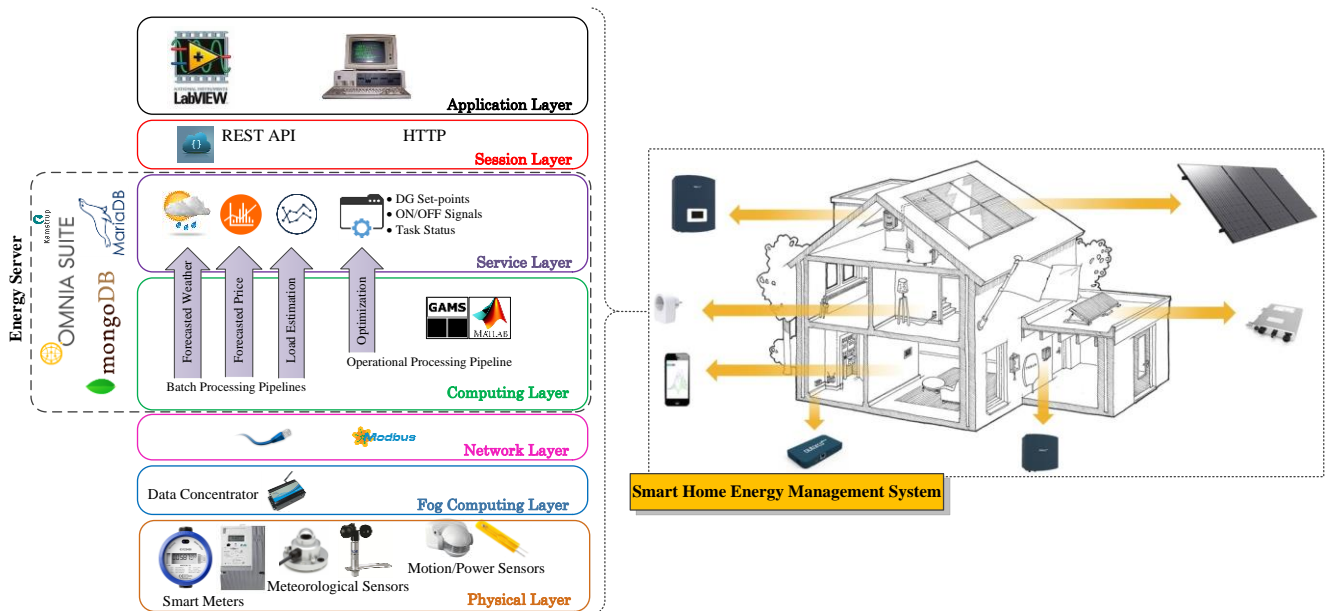 NATIONAL INSTRUMENTS
LabVIEW
Application Layer
REST API
HTTP
Session Layer
Energy Server
Kamstrup
OMNIA SUITE
MariaDB
mongoDB
• DG Set-points
• ON/OFF Signals
• Task Status
Service Layer
Forecasted Weather
Forecasted Price
Load Estimation
Optimization
GAMS
MATLAB
Batch Processing Pipelines
Operational Processing Pipeline
Computing Layer
Modbus
Network Layer
Data Concentrator
Fog Computing Layer
Smart Meters
Meteorological Sensors
Motion/Power Sensors
Physical Layer
Smart Home Energy Management System